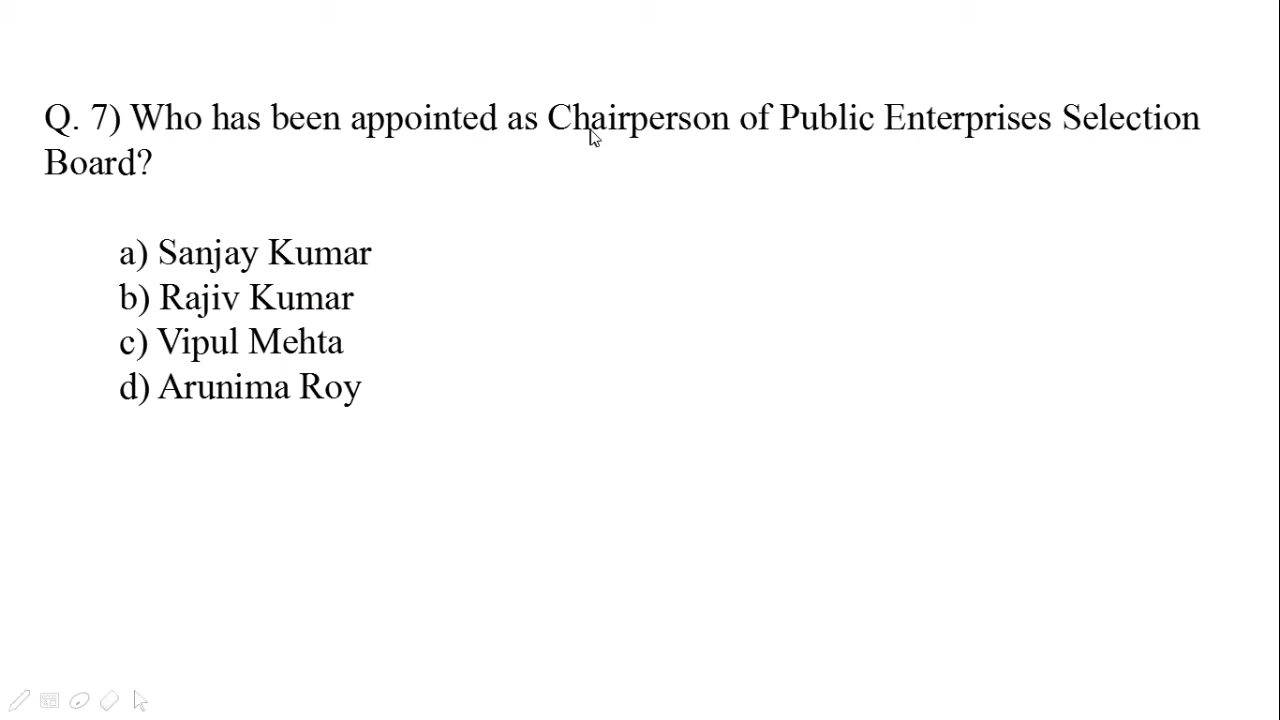 Q. 7) Who has been appointed as Chairperson of Public Enterprises Selection
Board?
a) Sanjay Kumar
b) Rajiv Kumar
c) Vipul Mehta
d) Arunima Roy